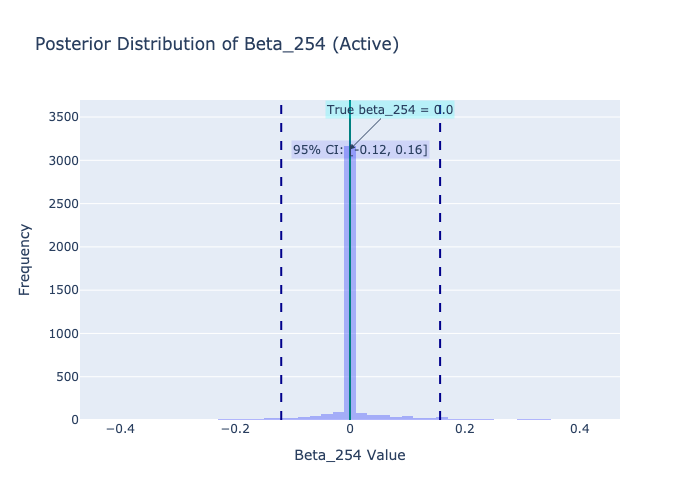 Posterior Distribution of Beta_254 (Active)
True beta_254 = 0.0
95% CI: [-0.12, 0.16]
3500
3000
2500
2000
1500
1000
500
0
Frequency
−0.4
−0.2
0
0.2
0.4
Beta_254 Value